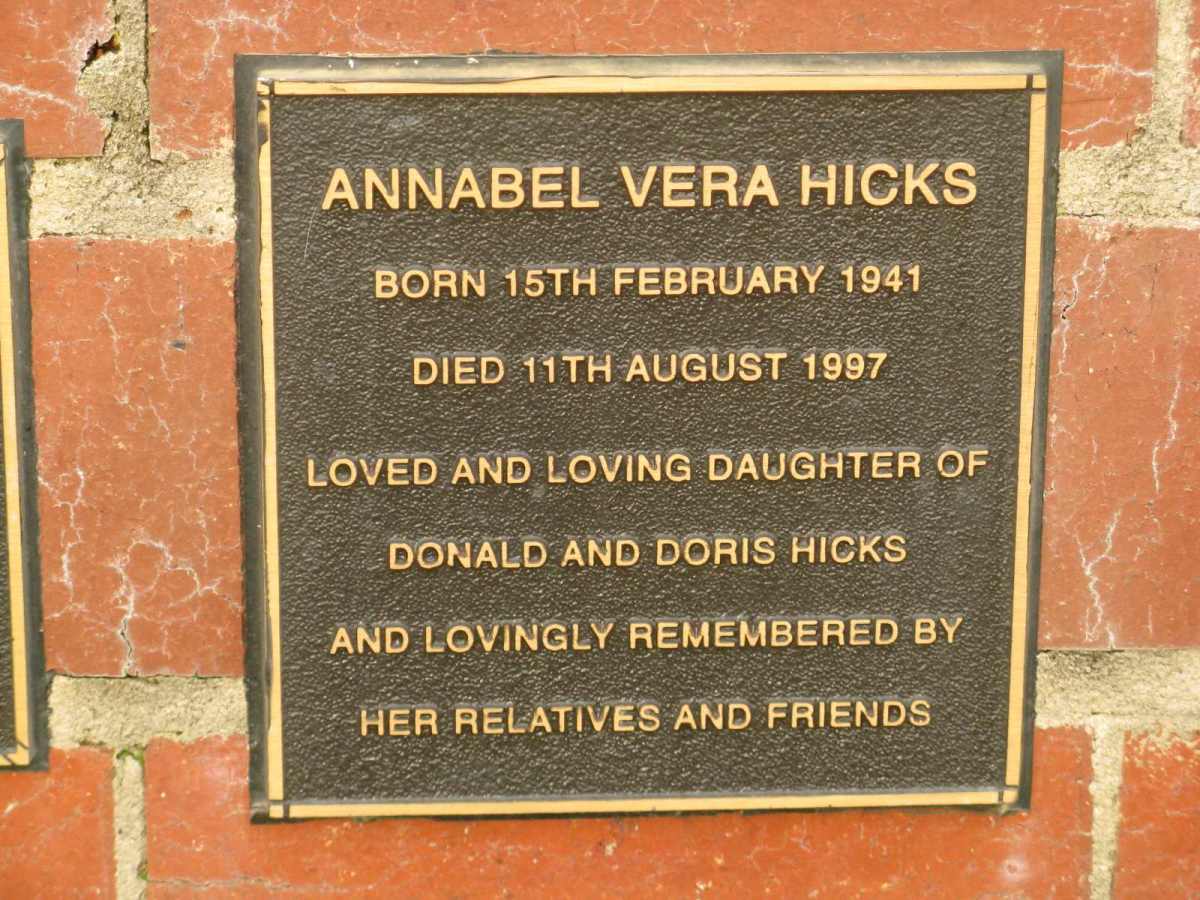 ANNABEL VERA HICKS
BORN 15TH FEBRUARY 1941
DIED 11TH AUGUST 1997
LOVED AND LOVING DAUGHTER OF
DONALD AND DORIS HICKS
AND LOVINGLY REMEMBERED BY
HER RELATIVES AND FRIENDS